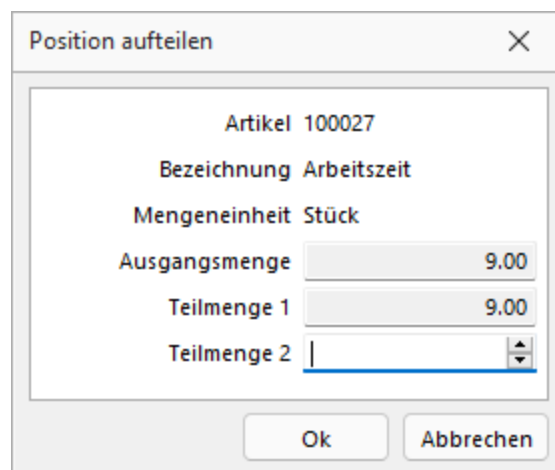 Position aufteilen
Artikel 100027
Bezeichnung Arbeitszeit
Mengeneinheit Stück
Ausgangsmenge 9.00
Teilmenge 1 9.00
Teilmenge 2
Ok Abbrechen